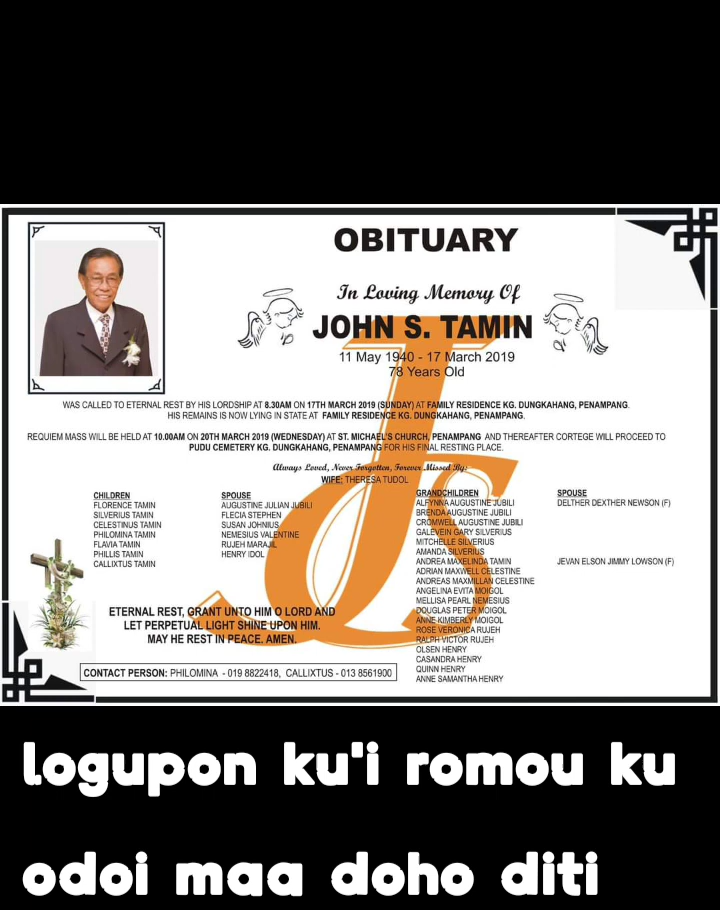 OBITUARY
In Loving Memory Of
JOHN S. TAMIN
11 May 1940 - 17 March 2019
78 Years Old
WAS CALLED TO ETERNAL REST BY HIS LORDSHIP AT 8.30AM ON 17TH MARCH 2019 (SUNDAY) AT FAMILY RESIDENCE KG. DUNGKAHANG, PENAMPANG.
HIS REMAINS IS NOW LYING IN STATE AT FAMILY RESIDENCE KG. DUNGKAHANG, PENAMPANG.
REQUIEM MASS WILL BE HELD AT 10.00AM ON 20TH MARCH 2019 (WEDNESDAY) AT ST. MICHAEL'S CHURCH, PENAMPANG AND THEREAFTER CORTEGE WILL PROCEED TO
PUDU CEMETERY KG. DUNGKAHANG, PENAMPANG FOR HIS FINAL RESTING PLACE.
Always Loved, Never Forgotten, Forever Missed By:
WIFE: THERESA TUDOL
CHILDREN
FLORENCE TAMIN
SILVERIUS TAMIN
CELESTINUS TAMIN
PHILOMINA TAMIN
FLAVIA TAMIN
PHILLIS TAMIN
CALLIXTUS TAMIN
SPOUSE
AUGUSTINE JULIAN JUBILI
FLECIA STEPHEN
SUSAN JOHNIUS
NEMESIUS VALENTINE
RUJEH MARAJIL
HENRY IDOL
GRANDCHILDREN
ALFYNNA AUGUSTINE JUBILI
BRENDA AUGUSTINE JUBILI
CROMWELL AUGUSTINE JUBILI
GALEVEIN GARY SILVERIUS
MITCHELLE SILVERIUS
AMANDA SILVERIUS
ANDREA MAXELINDA TAMIN
ADRIAN MAXWELL CELESTINE
ANDREAS MAXMILLAN CELESTINE
ANGELINA EVITA MOIGOL
MELLISA PEARL NEMESIUS
DOUGLAS PETER MOIGOL
ANNE KIMBERLY MOIGOL
ROSE VERONICA RUJEH
RALPH VICTOR RUJEH
OLSEN HENRY
CASANDRA HENRY
QUINN HENRY
ANNE SAMANTHA HENRY
SPOUSE
DELTHER DEXTHER NEWSON (F)
JEVAN ELSON JIMMY LOWSON (F)
ETERNAL REST, GRANT UNTO HIM O LORD AND
LET PERPETUAL LIGHT SHINE UPON HIM.
MAY HE REST IN PEACE. AMEN.
CONTACT PERSON: PHILOMINA - 019 8822418, CALLIXTUS - 013 8561900
JTS
logupon ku'i romou ku
odoi maa doho diti